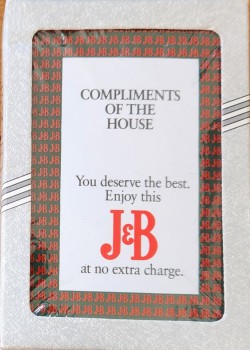 COMPLIMENTS
OF THE
HOUSE
You deserve the best.
Enjoy this
J&B
at no extra charge.